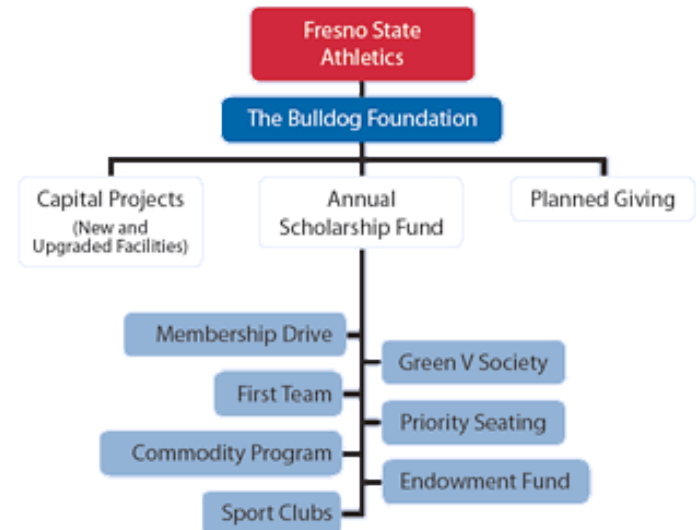 Fresno State
Athletics
The Bulldog Foundation
Capital Projects
(New and
Upgraded Facilities)
Annual
Scholarship Fund
Planned Giving
Membership Drive
Green V Society
First Team
Priority Seating
Commodity Program
Endowment Fund
Sport Clubs